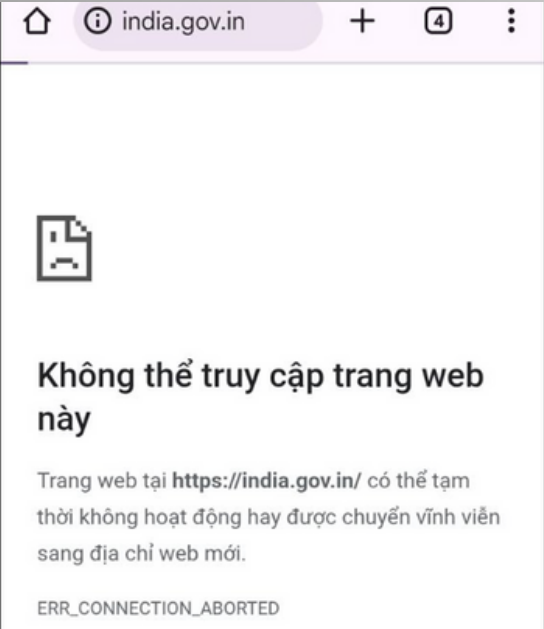 india.gov.in
4
Không thể truy cập trang web
này
Trang web tại https://india.gov.in/ có thể tạm
thời không hoạt động hay được chuyển vĩnh viễn
sang địa chỉ web mới.
ERR_CONNECTION_ABORTED